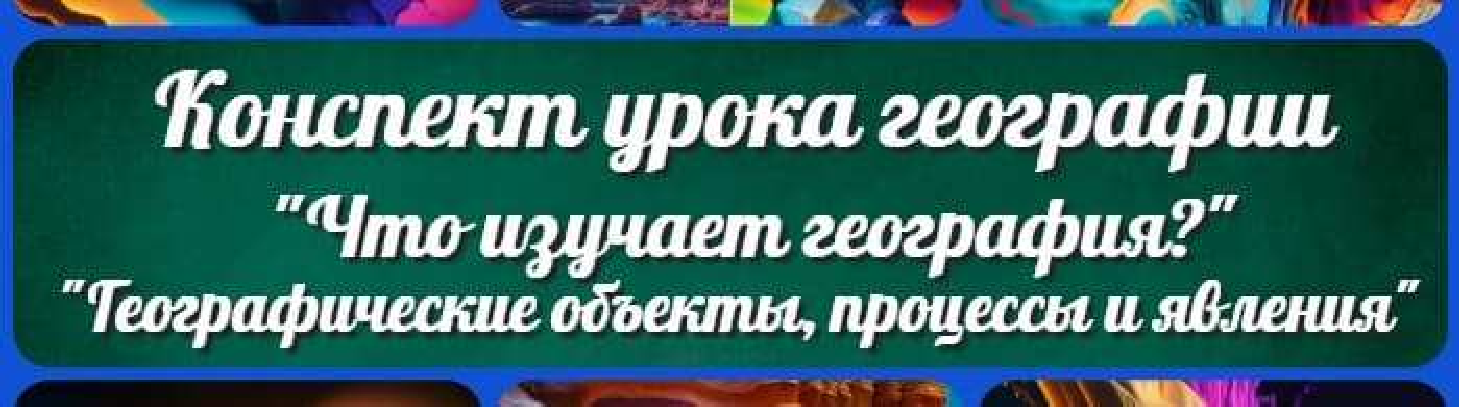 Конспект урока географии
"Что изучает география?"
"Географические объекты, процессы и явления"